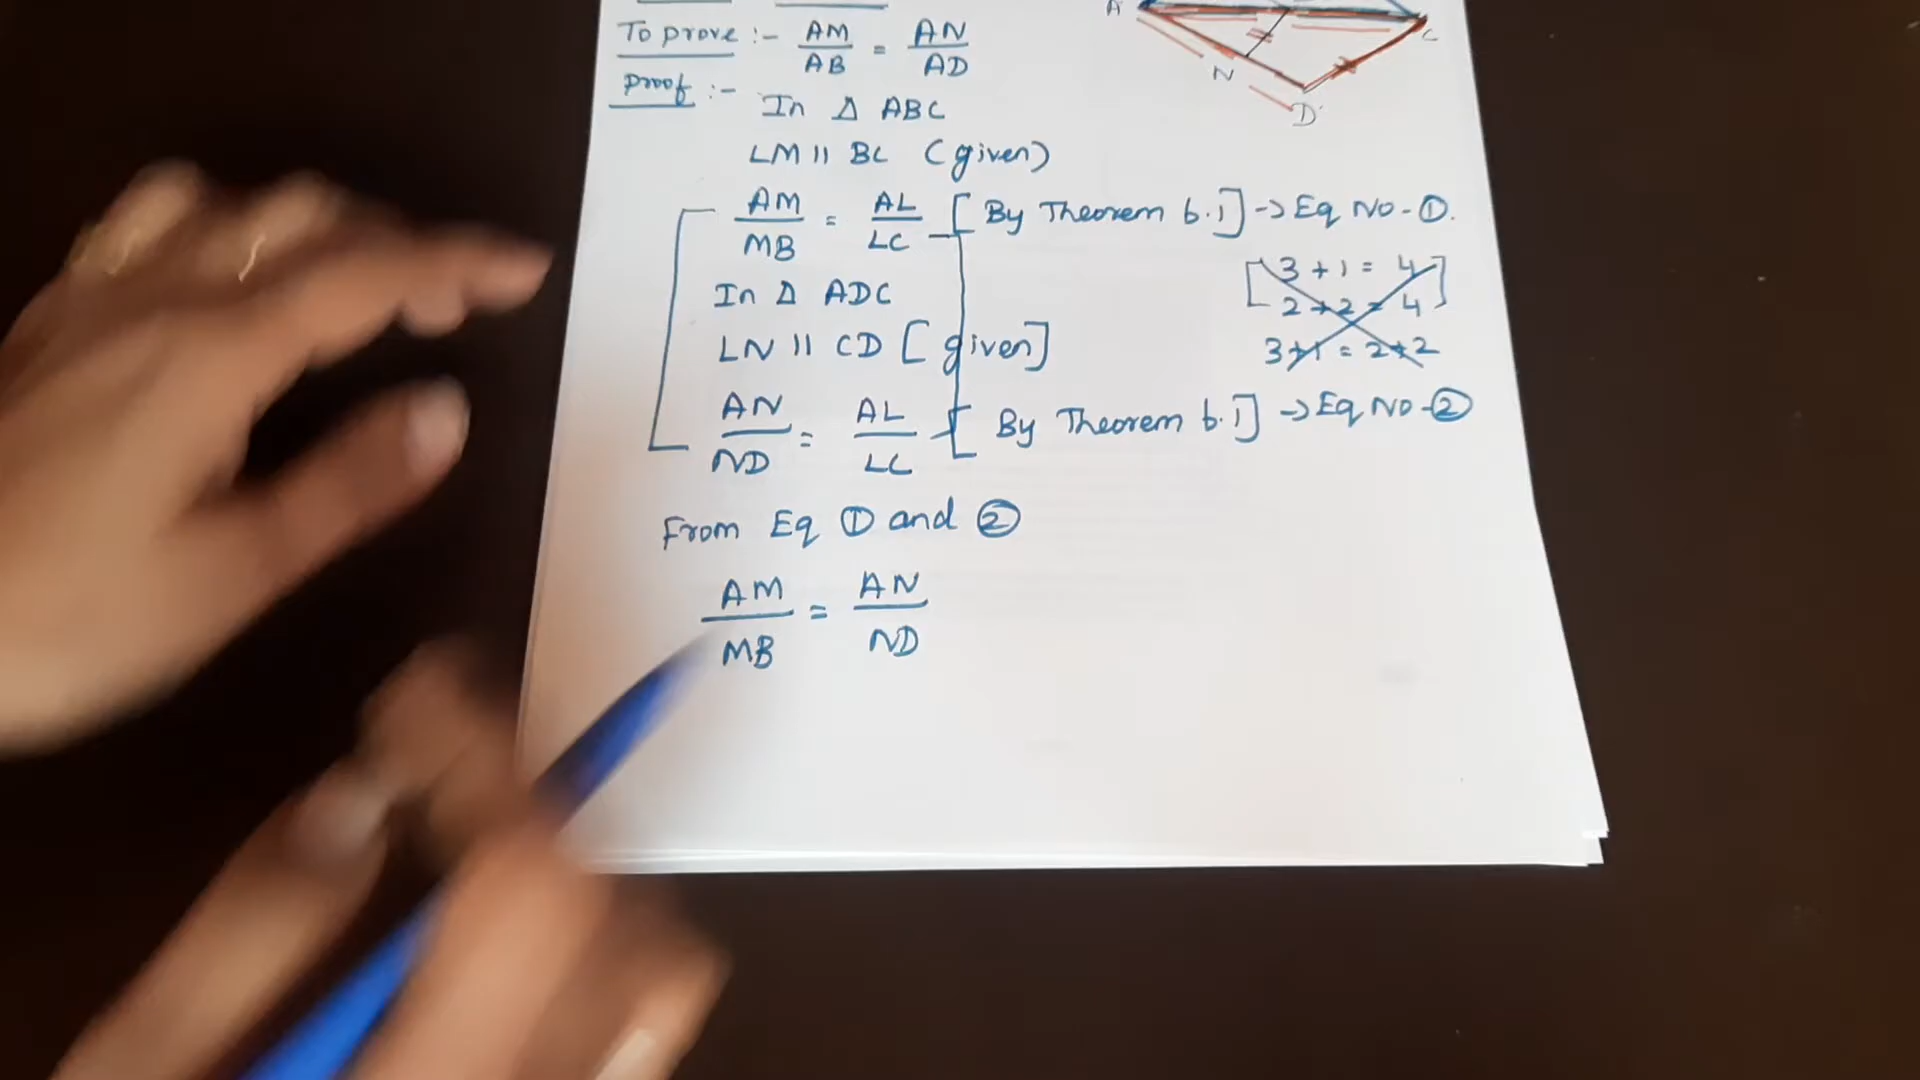 A
C
N
D
To prove :- AM/AB = AN/AD
Proof :-
In Δ ABC
LM || BC (given)
AM/MB = AL/LC [By Theorem 6.1] -> Eq No-①.
3 + 1 = 4
2 + 2 = 4
3+1 = 2+2
In Δ ADC
LN || CD [given]
AN/ND = AL/LC [By Theorem 6.1] -> Eq No-②
From Eq ① and ②
AM/MB = AN/ND